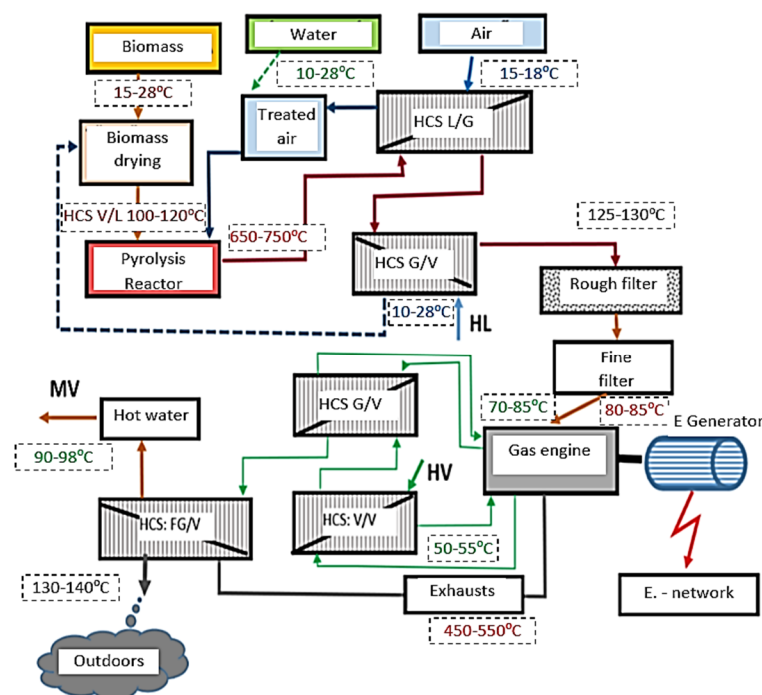 Biomass
Water
Air
15-28°C
10-28°C
15-18°C
Biomass
drying
Treated
air
HCS L/G
HCS V/L 100-120°C
650-750°C
125-130°C
Pyrolysis
Reactor
HCS G/V
Rough filter
10-28°C
HL
Fine
filter
MV
Hot water
HCS G/V
70-85°C
80-85°C
E Generator
90-98°C
Gas engine
HV
HCS: FG/V
HCS: V/V
50-55°C
130-140°C
Exhausts
E. - network
450-550°C
Outdoors